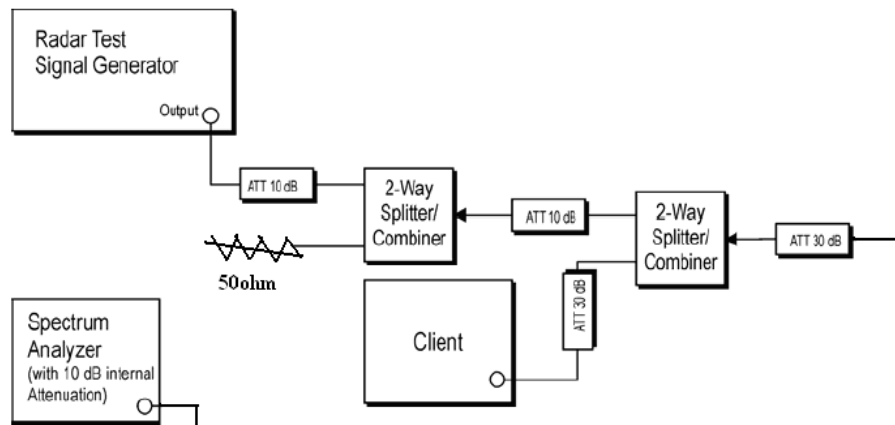 Radar Test
Signal Generator
Output
ATT 10 dB
2-Way
Splitter/
Combiner
ATT 10 dB
2-Way
Splitter/
Combiner
ATT 30 dB
50ohm
ATT 30 dB
Client
Spectrum
Analyzer
(with 10 dB internal
Attenuation)